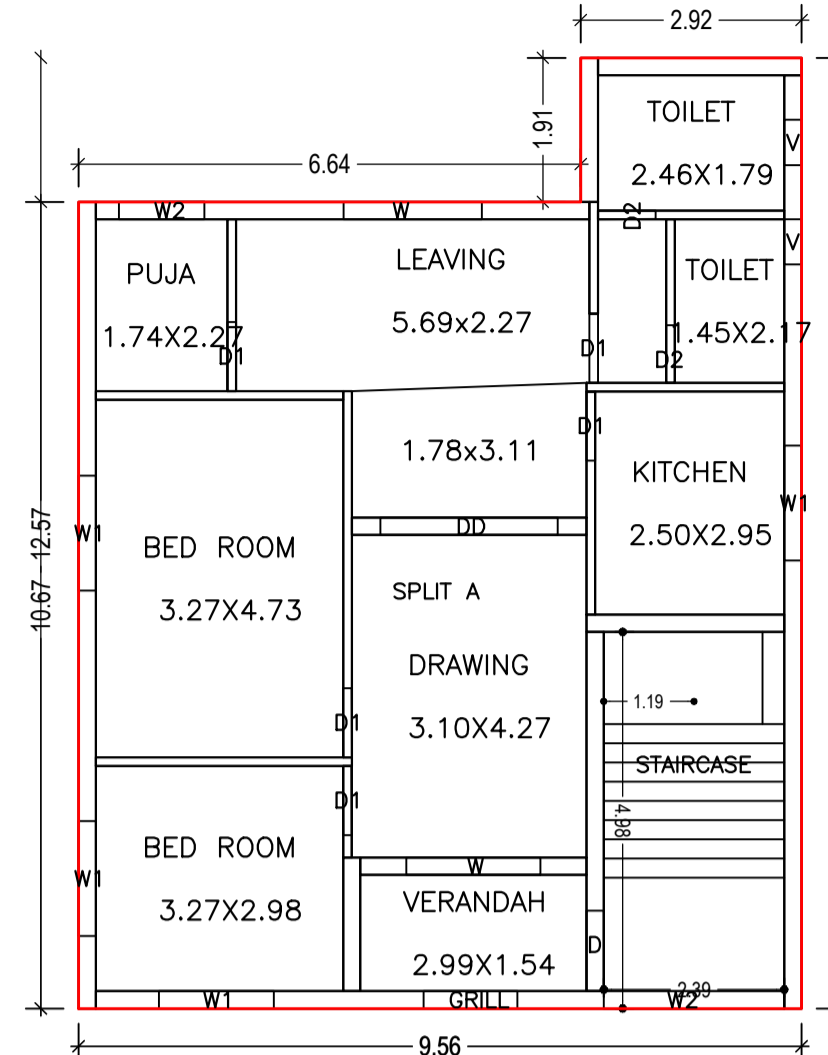 2.92
6.64
1.91
TOILET
2.46X1.79
V
W2
W
D2
V
PUJA
1.74X2.27
D1
LEAVING
5.69x2.27
D1
TOILET
1.45X2.17
D2
D1
1.78x3.11
KITCHEN
2.50X2.95
W1
10.67
12.57
W1
BED ROOM
3.27X4.73
DD
SPLIT A
DRAWING
3.10X4.27
D1
1.19
STAIRCASE
4.98
D1
W1
BED ROOM
3.27X2.98
W
VERANDAH
2.99X1.54
D
W1
GRILL
W2
2.39
9.56